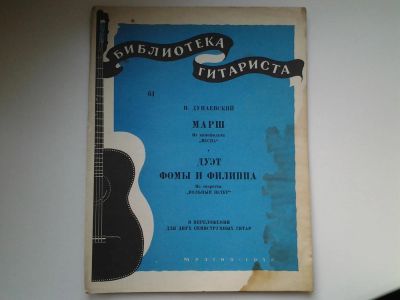 БИБЛИОТЕКА
ГИТАРИСТА
61
И. ДУНАЕВСКИЙ
МАРШ
Из кинофильма
„ВЕСНА“
ДУЭТ
ФОМЫ И ФИЛИППА
Из оперетты
„ВОЛЬНЫЙ ВЕТЕР“
В ПЕРЕЛОЖЕНИИ
ДЛЯ ДВУХ СЕМИСТРУННЫХ ГИТАР